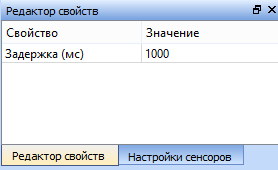 Редактор свойств
Свойство Значение
Задержка (мс) 1000
Редактор свойств Настройки сенсоров